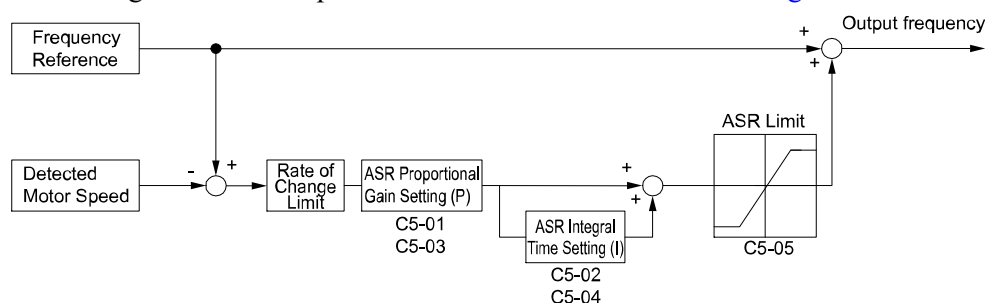 Output frequency
Frequency
Reference
+
+
ASR Limit
Detected
Motor Speed
-
+
Rate of
Change
Limit
ASR Proportional
Gain Setting (P)
C5-01
C5-03
+
+
ASR Integral
Time Setting (I)
C5-02
C5-04
C5-05